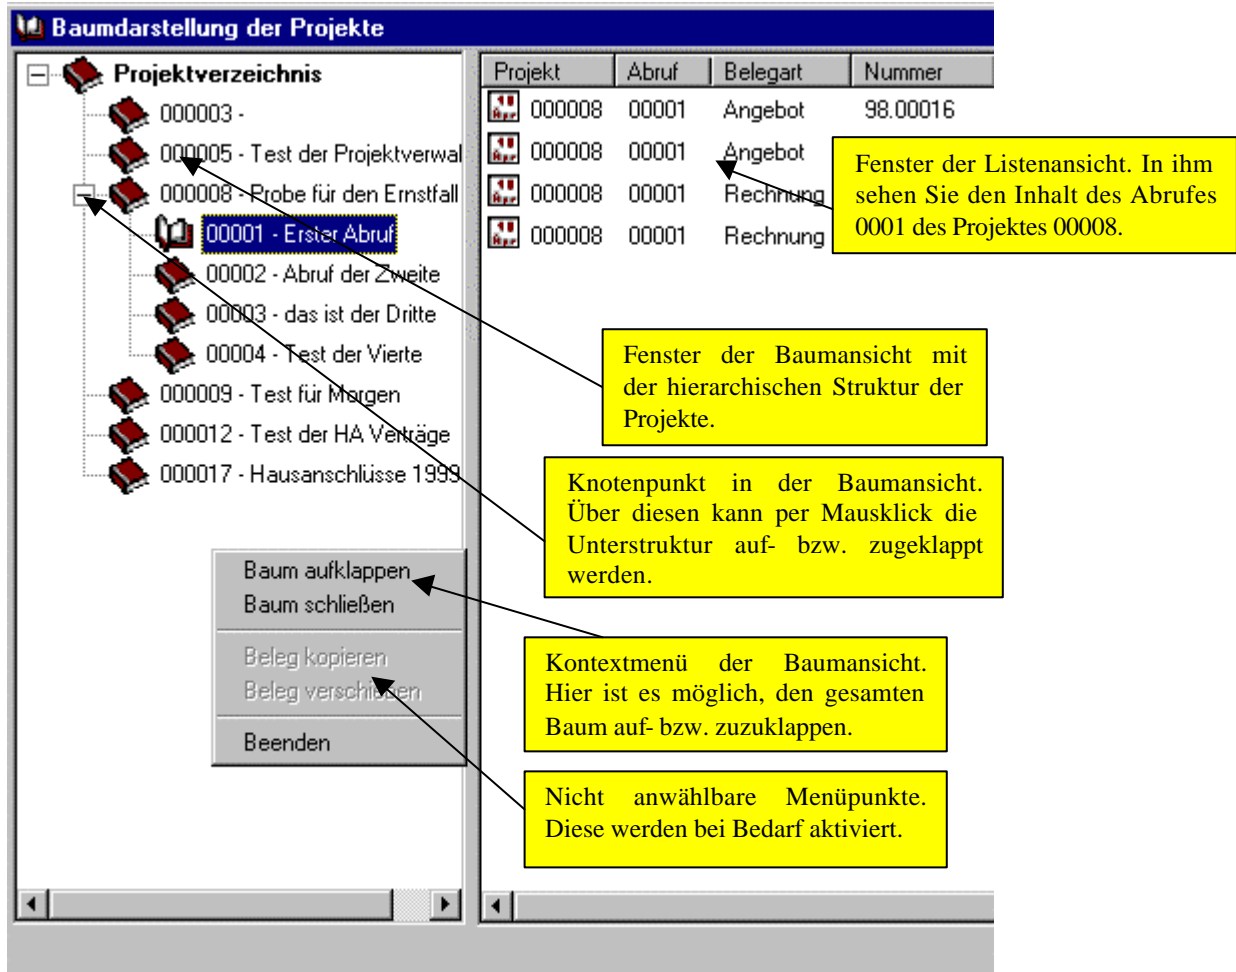 Baumdarstellung der Projekte
Projektverzeichnis
000003 -
000005 - Test der Projektverwal
000008 - Probe für den Ernstfall
00001 - Erster Abruf
00002 - Abruf der Zweite
00003 - das ist der Dritte
00004 - Test der Vierte
000009 - Test für Morgen
000012 - Test der HA Verträge
000017 - Hausanschlüsse 1999
Projekt Abruf Belegart Nummer
000008 00001 Angebot 98.00016
000008 00001 Angebot
000008 00001 Rechnung
000008 00001 Rechnung
Fenster der Listenansicht. In ihm
sehen Sie den Inhalt des Abrufes
0001 des Projektes 00008.
Fenster der Baumansicht mit
der hierarchischen Struktur der
Projekte.
Knotenpunkt in der Baumansicht.
Über diesen kann per Mausklick die
Unterstruktur auf- bzw. zugeklappt
werden.
Baum aufklappen
Baum schließen
Beleg kopieren
Beleg verschieben
Beenden
Kontextmenü der Baumansicht.
Hier ist es möglich, den gesamten
Baum auf- bzw. zuzuklappen.
Nicht anwählbare Menüpunkte.
Diese werden bei Bedarf aktiviert.